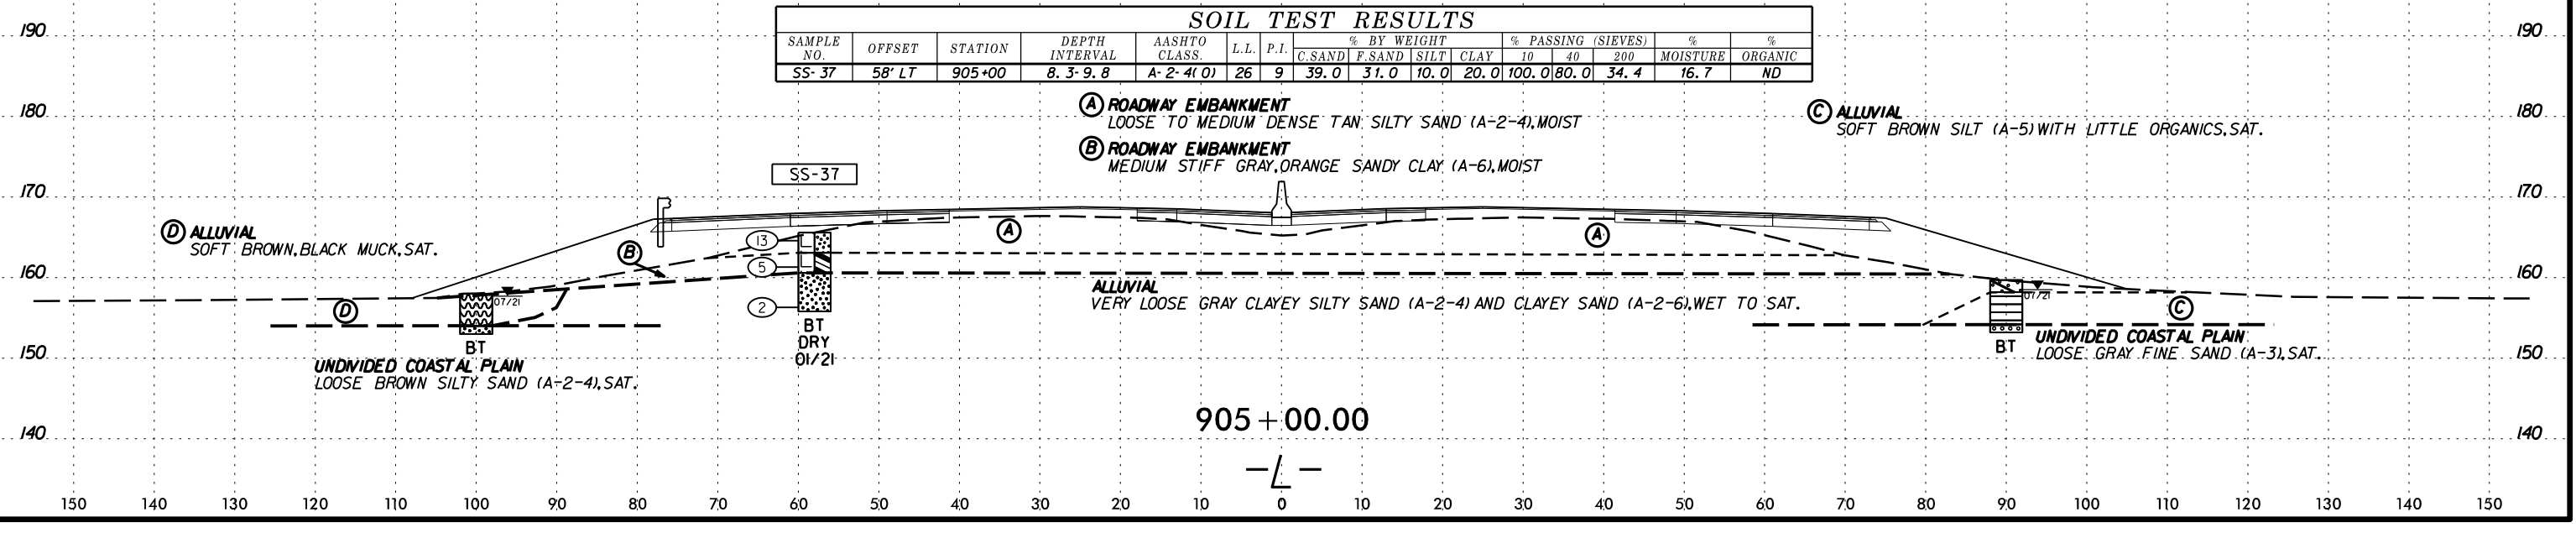 SOIL TEST RESULTS
SAMPLE NO. OFFSET STATION DEPTH INTERVAL AASHTO CLASS. L.L. P.I. % BY WEIGHT % PASSING (SIEVES) % MOISTURE % ORGANIC
C.SAND F.SAND SILT CLAY 10 40 200
SS-37 58' LT 905+00 8.3-9.8 A-2-4(0) 26 9 39.0 31.0 10.0 20.0 100.0 80.0 34.4 16.7 ND
190 190
180 180
170 170
160 160
150 150
140 140
A ROADWAY EMBANKMENT
LOOSE TO MEDIUM DENSE TAN SILTY SAND (A-2-4),MOIST
B ROADWAY EMBANKMENT
MEDIUM STIFF GRAY,ORANGE SANDY CLAY (A-6),MOIST
C ALLUVIAL
SOFT BROWN SILT (A-5) WITH LITTLE ORGANICS,SAT.
SS-37
D ALLUVIAL
SOFT BROWN,BLACK MUCK,SAT.
B
13
5
2
A
A
D
C
07/21
07/21
BT
BT
DRY
01/21
BT
ALLUVIAL
VERY LOOSE GRAY CLAYEY SILTY SAND (A-2-4) AND CLAYEY SAND (A-2-6),WET TO SAT.
UNDIVIDED COASTAL PLAIN
LOOSE BROWN SILTY SAND (A-2-4),SAT.
UNDIVIDED COASTAL PLAIN
LOOSE GRAY FINE SAND (A-3),SAT.
905+00.00
-L-
150 140 130 120 110 100 90 80 70 60 50 40 30 20 10 0 10 20 30 40 50 60 70 80 90 100 110 120 130 140 150